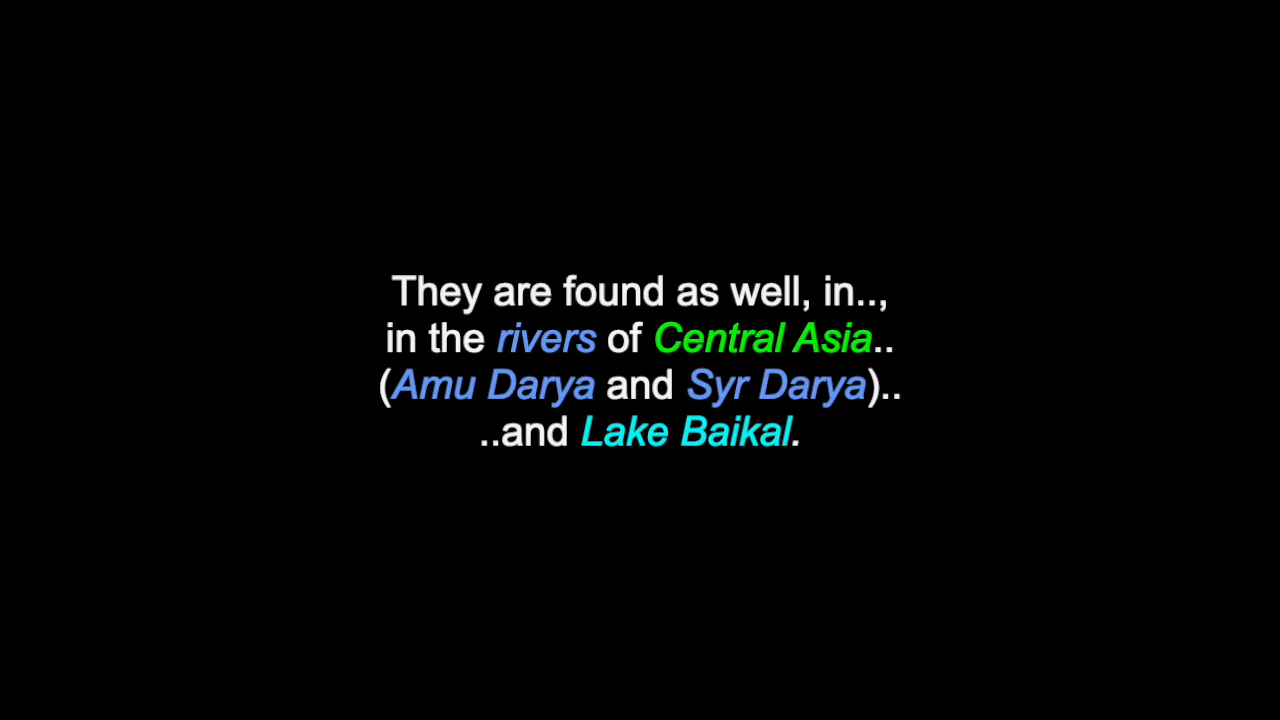 They are found as well, in..,
in the rivers of Central Asia..
(Amu Darya and Syr Darya)..
..and Lake Baikal.